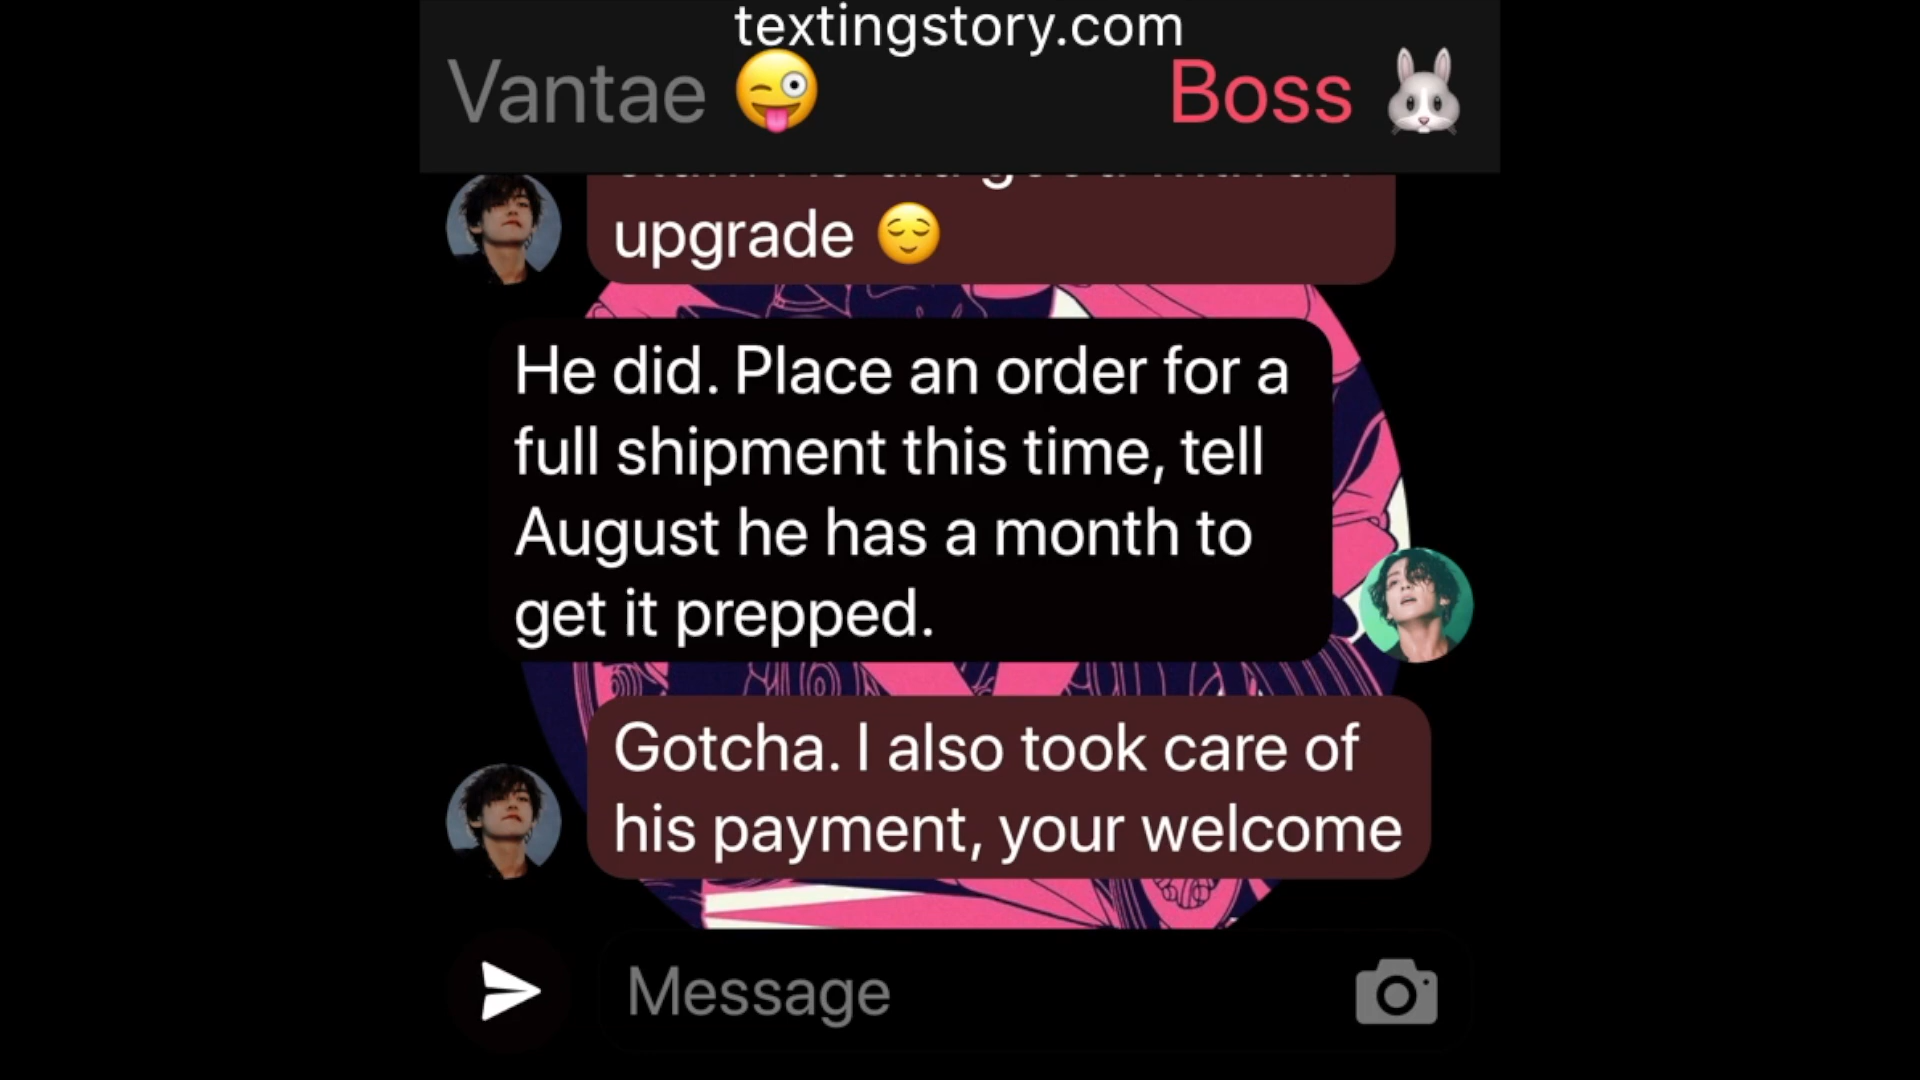 textingstory.com
Vantae 😜 Boss 🐰
upgrade 😌
He did. Place an order for a
full shipment this time, tell
August he has a month to
get it prepped.
Gotcha. I also took care of
his payment, your welcome
Message